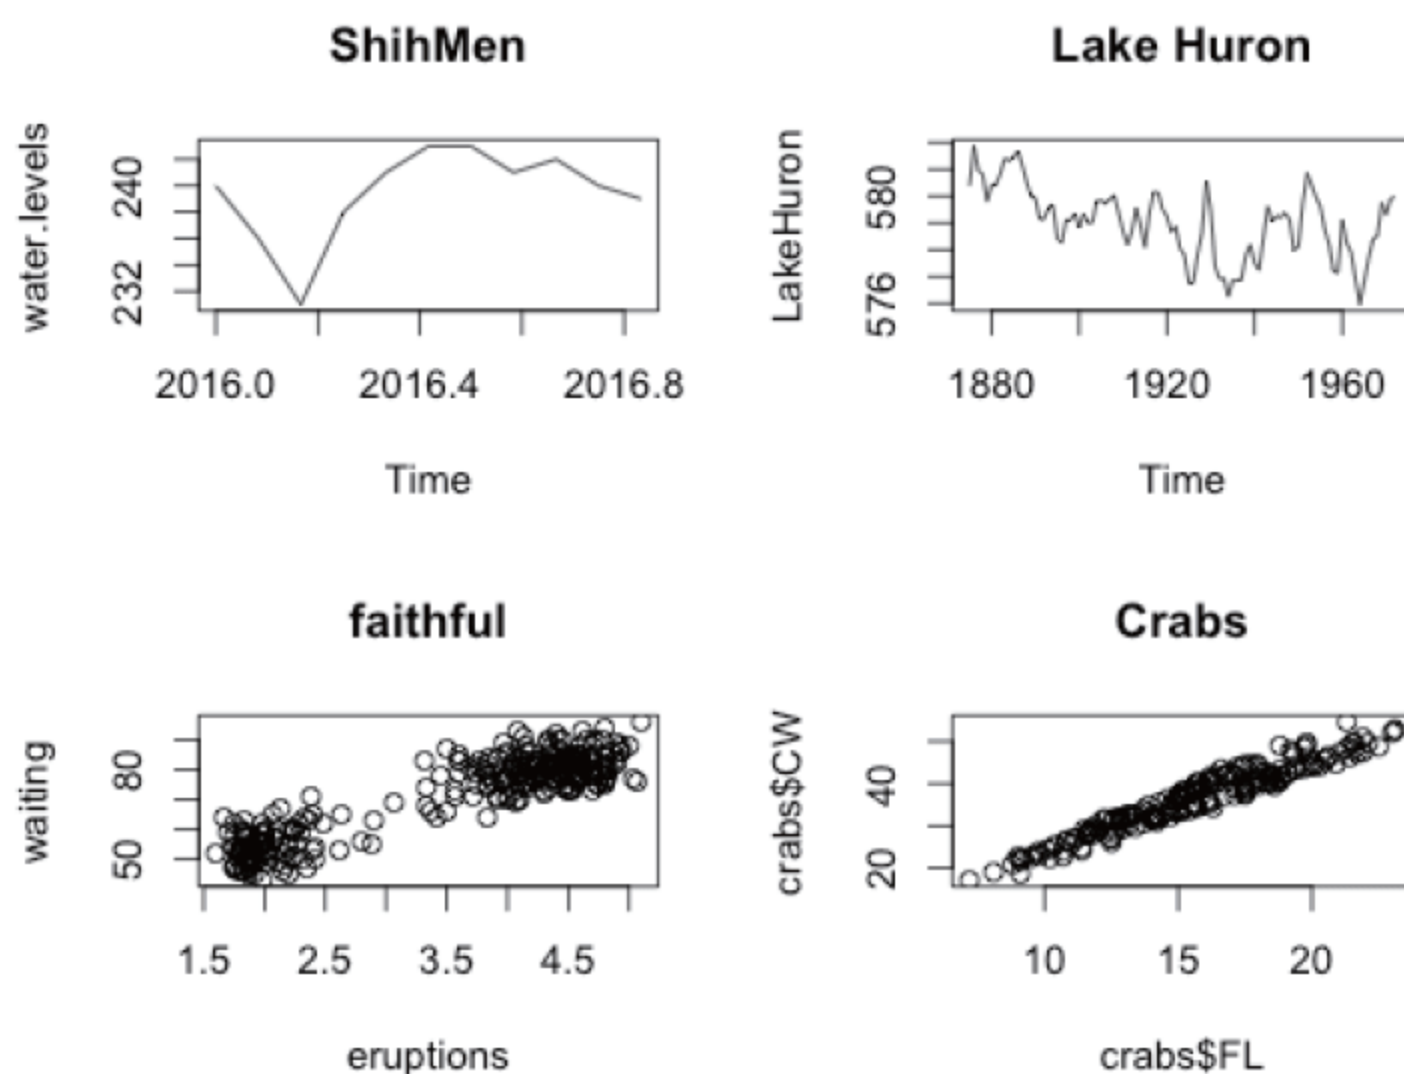 ShihMen
water.levels
240
232
2016.0 2016.4 2016.8
Time
Lake Huron
LakeHuron
580
576
1880 1920 1960
Time
faithful
waiting
80
50
1.5 2.5 3.5 4.5
eruptions
Crabs
crabs$CW
40
20
10 15 20
crabs$FL